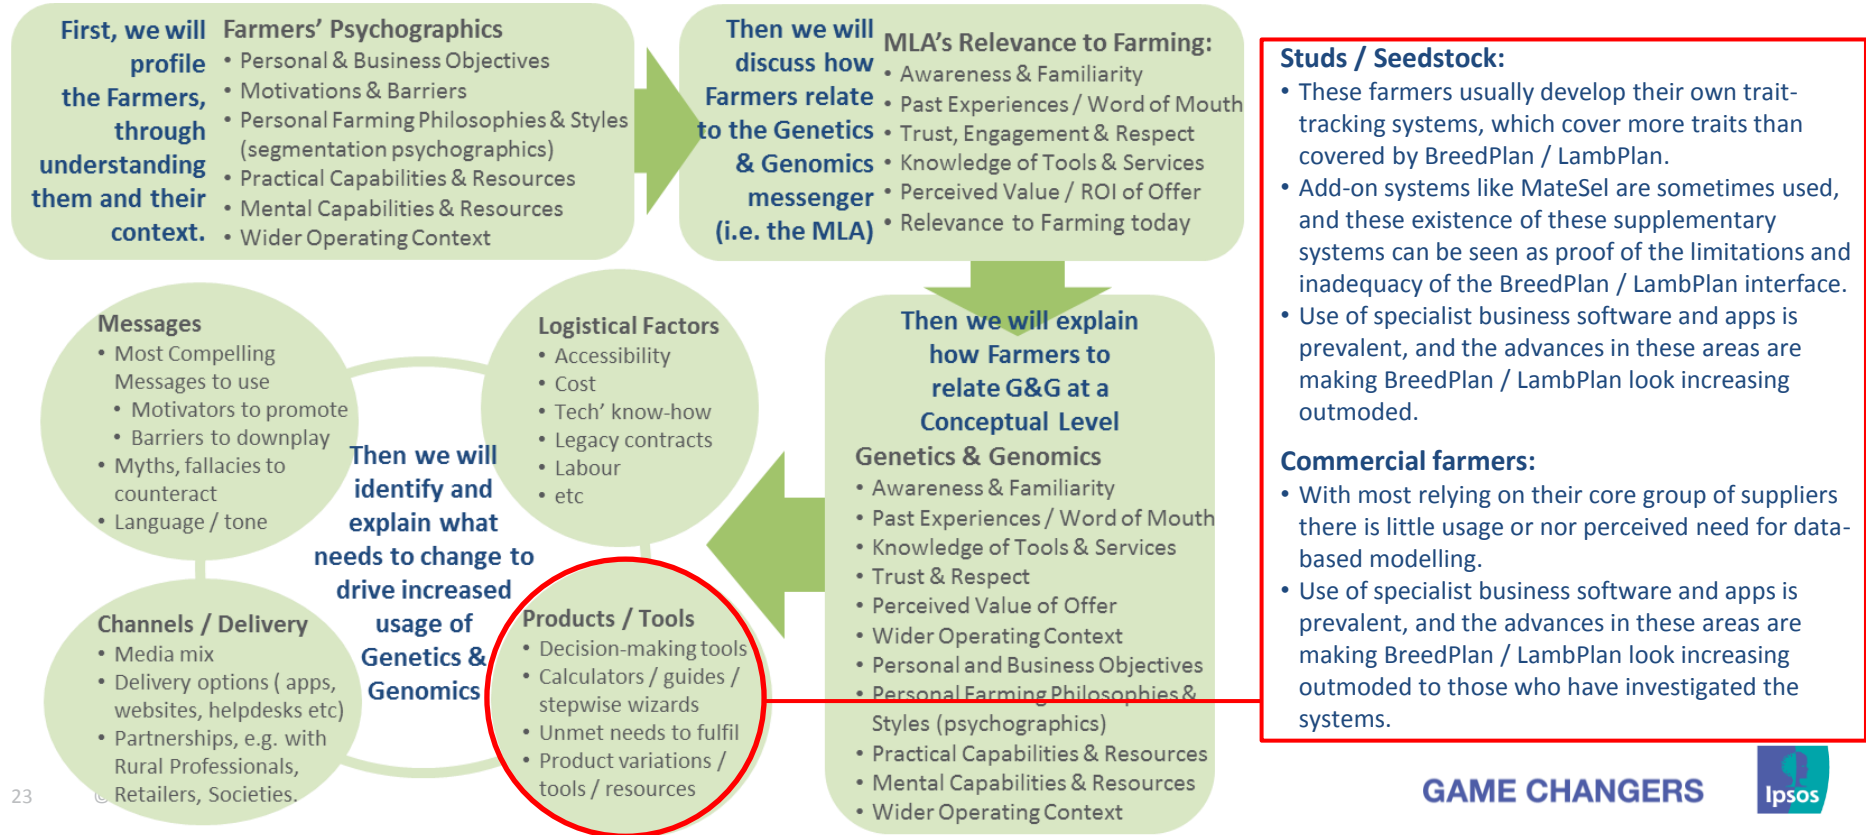 First, we will
profile
the Farmers,
through
understanding
them and their
context.
Farmers’ Psychographics
• Personal & Business Objectives
• Motivations & Barriers
• Personal Farming Philosophies & Styles
(segmentation psychographics)
• Practical Capabilities & Resources
• Mental Capabilities & Resources
• Wider Operating Context
Then we will
discuss how
Farmers relate
to the Genetics
& Genomics
messenger
(i.e. the MLA)
MLA’s Relevance to Farming:
• Awareness & Familiarity
• Past Experiences / Word of Mouth
• Trust, Engagement & Respect
• Knowledge of Tools & Services
• Perceived Value / ROI of Offer
• Relevance to Farming today
Then we will explain
how Farmers to
relate G&G at a
Conceptual Level
Genetics & Genomics
• Awareness & Familiarity
• Past Experiences / Word of Mouth
• Knowledge of Tools & Services
• Trust & Respect
• Perceived Value of Offer
• Wider Operating Context
• Personal and Business Objectives
• Personal Farming Philosophies &
Styles (psychographics)
• Practical Capabilities & Resources
• Mental Capabilities & Resources
• Wider Operating Context
Messages
• Most Compelling
Messages to use
• Motivators to promote
• Barriers to downplay
• Myths, fallacies to
counteract
• Language / tone
Logistical Factors
• Accessibility
• Cost
• Tech’ know-how
• Legacy contracts
• Labour
• etc
Then we will
identify and
explain what
needs to change to
drive increased
usage of
Genetics &
Genomics
Channels / Delivery
• Media mix
• Delivery options ( apps,
websites, helpdesks etc)
• Partnerships, e.g. with
Rural Professionals,
Retailers, Societies.
Products / Tools
• Decision-making tools
• Calculators / guides /
stepwise wizards
• Unmet needs to fulfil
• Product variations /
tools / resources
Studs / Seedstock:
• These farmers usually develop their own trait-
tracking systems, which cover more traits than
covered by BreedPlan / LambPlan.
• Add-on systems like MateSel are sometimes used,
and these existence of these supplementary
systems can be seen as proof of the limitations and
inadequacy of the BreedPlan / LambPlan interface.
• Use of specialist business software and apps is
prevalent, and the advances in these areas are
making BreedPlan / LambPlan look increasing
outmoded.
Commercial farmers:
• With most relying on their core group of suppliers
there is little usage or nor perceived need for data-
based modelling.
• Use of specialist business software and apps is
prevalent, and the advances in these areas are
making BreedPlan / LambPlan look increasing
outmoded to those who have investigated the
systems.
23
©
GAME CHANGERS
Ipsos